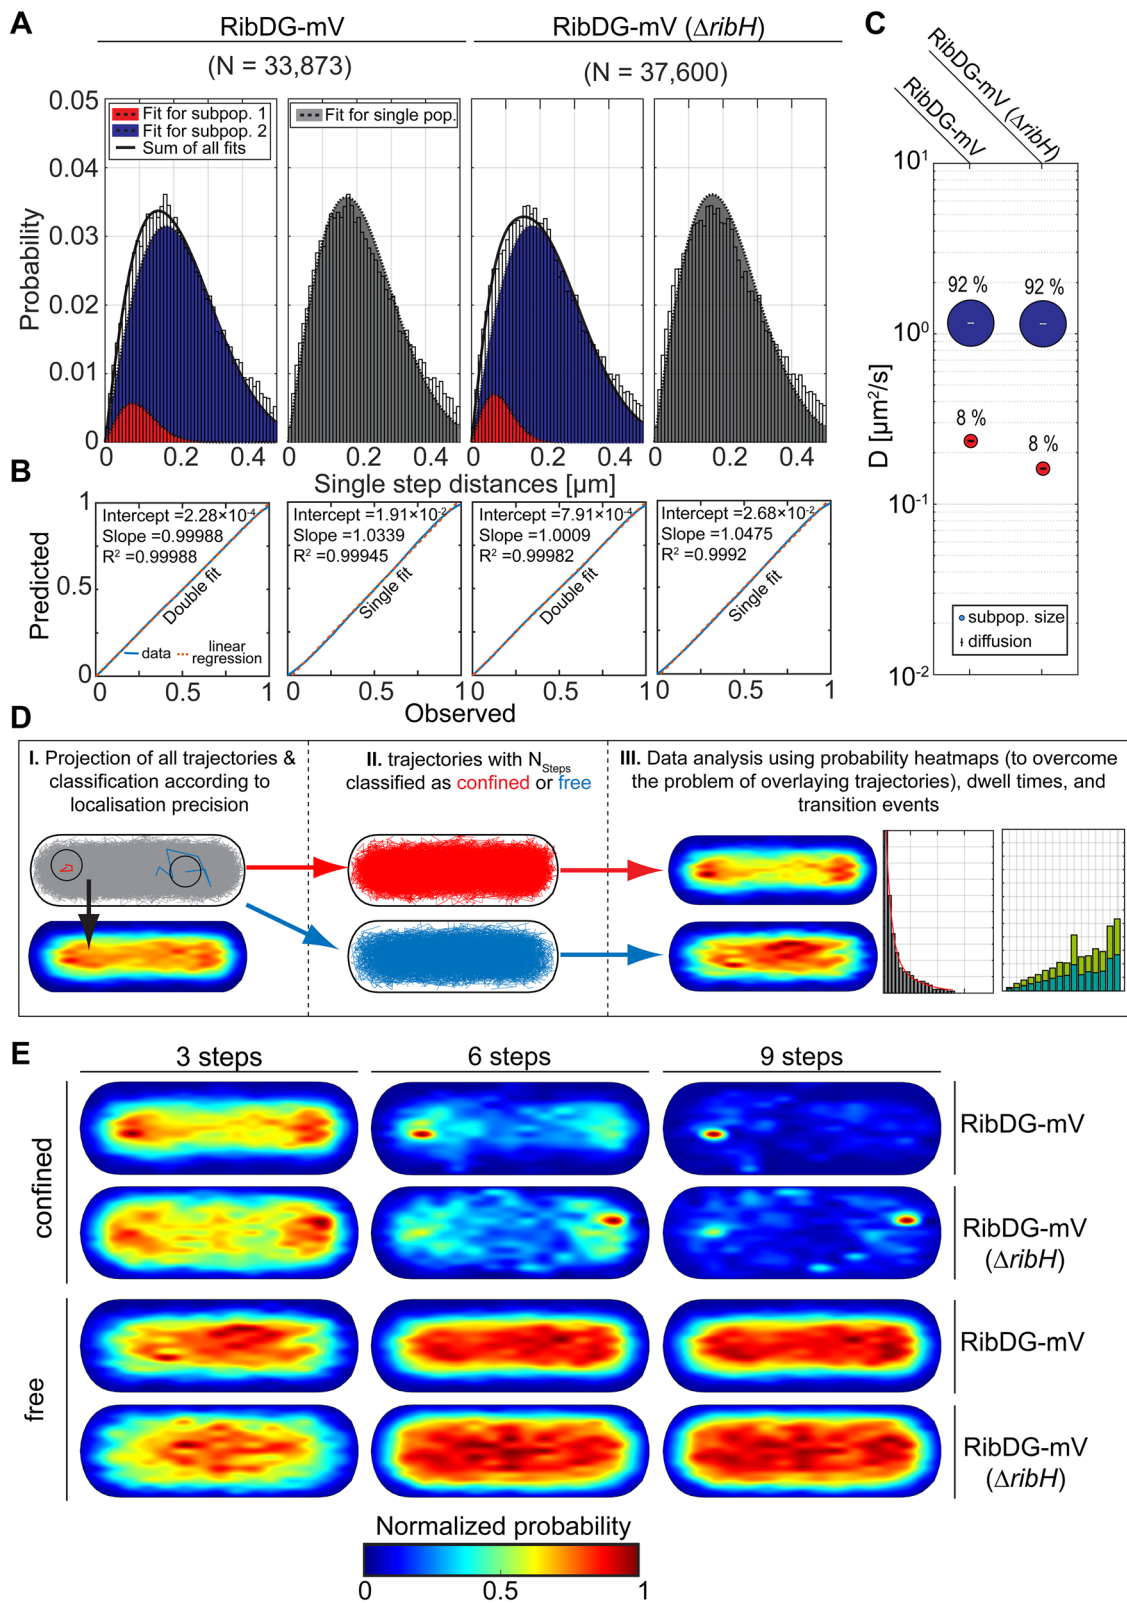 A
RibDG-mV
RibDG-mV (ΔribH)
C
(N = 33,873)
(N = 37,600)
RibDG-mV
RibDG-mV (ΔribH)
Fit for subpop. 1
Fit for subpop. 2
Sum of all fits
Fit for single pop.
Probability
0.05
0.04
0.03
0.02
0.01
0
0.2
0.4
0.2
0.4
0.2
0.4
0.2
0.4
Single step distances [µm]
D [µm²/s]
10¹
10⁰
10⁻¹
10⁻²
92 %
92 %
8 %
8 %
subpop. size
diffusion
B
Predicted
1
0.5
0
Intercept =2.28×10⁻⁴
Slope =0.99988
R² =0.99988
Double fit
data
linear
regression
Intercept =1.91×10⁻²
Slope =1.0339
R² =0.99945
Single fit
Intercept =7.91×10⁻⁴
Slope =1.0009
R² =0.99982
Double fit
Intercept =2.68×10⁻²
Slope =1.0475
R² =0.9992
Single fit
0
0.5
1
0
0.5
1
0
0.5
1
0
0.5
1
Observed
D
I. Projection of all trajectories &
classification according to
localisation precision
II. trajectories with NSteps
classified as confined or free
III. Data analysis using probability heatmaps (to overcome
the problem of overlaying trajectories), dwell times, and
transition events
E
3 steps
6 steps
9 steps
confined
RibDG-mV
RibDG-mV
(ΔribH)
free
RibDG-mV
RibDG-mV
(ΔribH)
Normalized probability
0
0.5
1